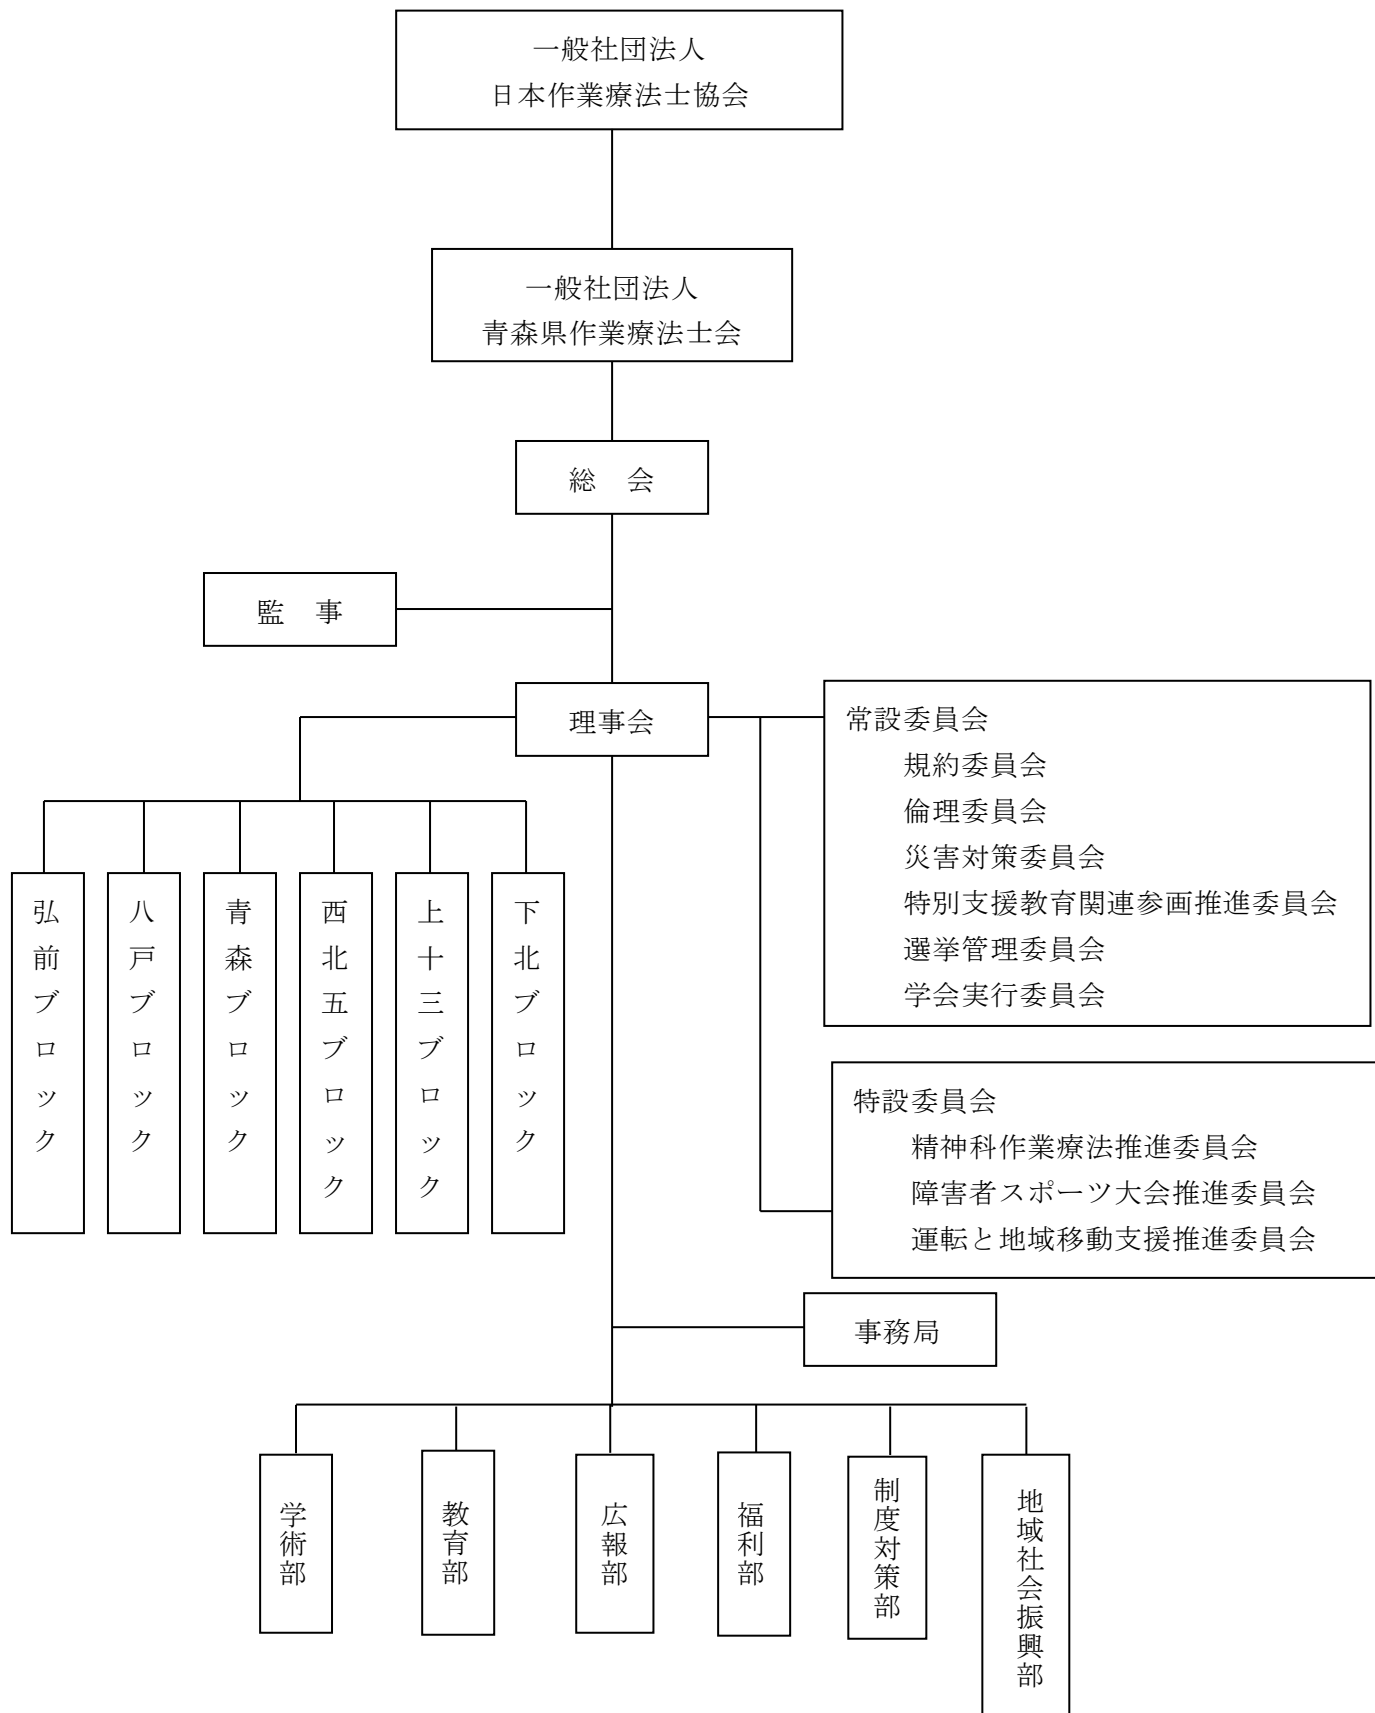 一般社団法人
日本作業療法士協会
一般社団法人
青森県作業療法士会
総　会
監　事
理事会
常設委員会
規約委員会
倫理委員会
災害対策委員会
特別支援教育関連参画推進委員会
選挙管理委員会
学会実行委員会
弘前ブロック
八戸ブロック
青森ブロック
西北五ブロック
上十三ブロック
下北ブロック
特設委員会
精神科作業療法推進委員会
障害者スポーツ大会推進委員会
運転と地域移動支援推進委員会
事務局
学術部
教育部
広報部
福利部
制度対策部
地域社会振興部